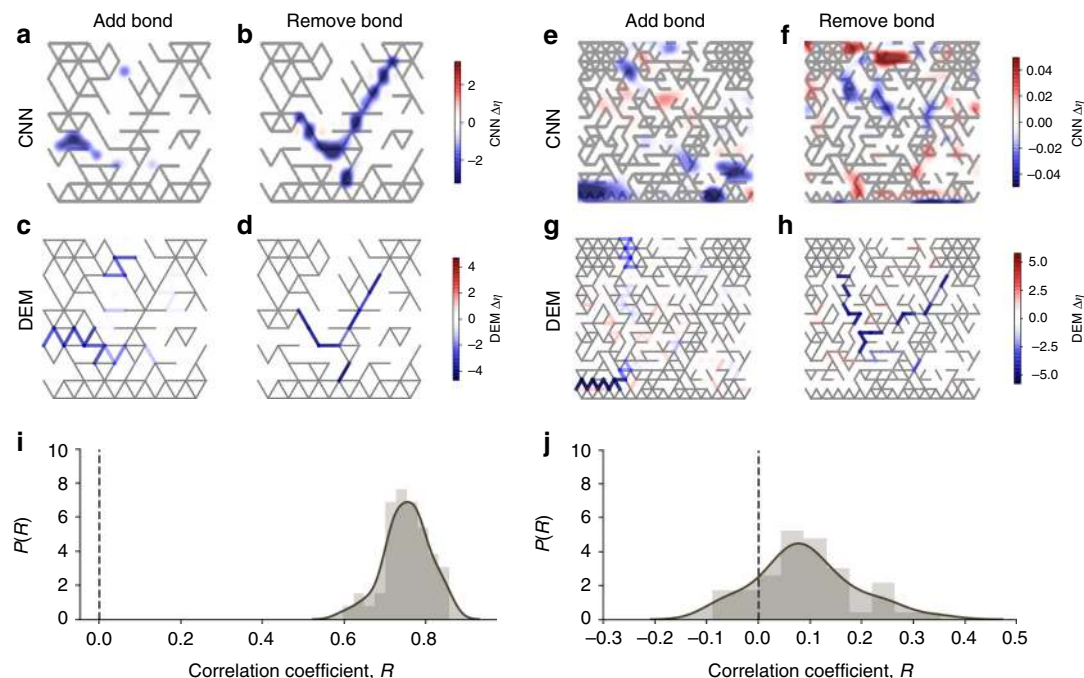 Add bond
Remove bond
Add bond
Remove bond
a
b
e
f
CNN
2
0
−2
CNN Δη
CNN
0.04
0.02
0.00
−0.02
−0.04
CNN Δη
c
d
g
h
DEM
4
2
0
−2
−4
DEM Δη
DEM
5.0
2.5
0.0
−2.5
−5.0
DEM Δη
i
10
8
6
4
2
0
P(R)
0.0 0.2 0.4 0.6 0.8
Correlation coefficient, R
j
10
8
6
4
2
0
P(R)
−0.3 −0.2 −0.1 0.0 0.1 0.2 0.3 0.4 0.5
Correlation coefficient, R